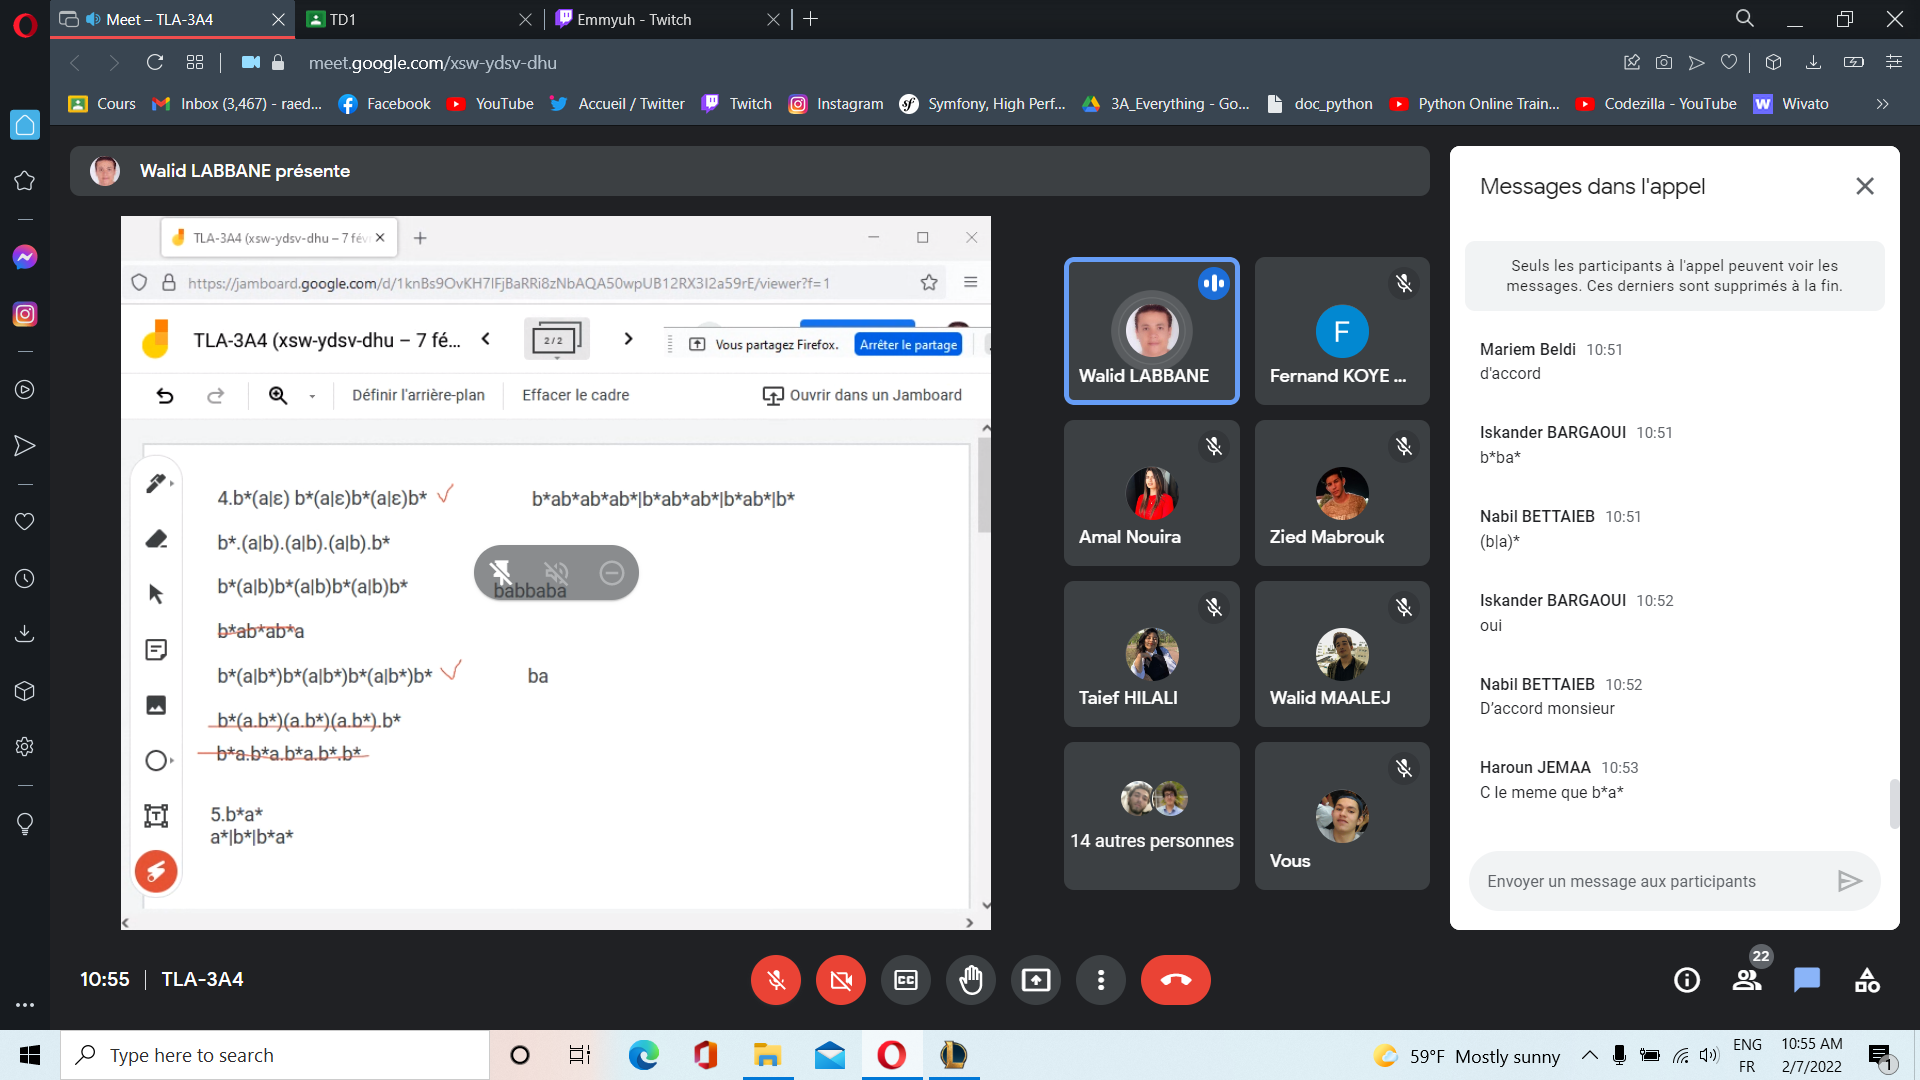 Meet – TLA-3A4
TD1
Emmyuh - Twitch
meet.google.com/xsw-ydsv-dhu
Cours
Inbox (3,467) - raed...
Facebook
YouTube
Accueil / Twitter
Twitch
Instagram
Symfony, High Perf...
3A_Everything - Go...
doc_python
Python Online Train...
Codezilla - YouTube
Wivato
Walid LABBANE présente
TLA-3A4 (xsw-ydsv-dhu – 7 fév
https://jamboard.google.com/d/1knBs9OvKH7IFjBaRRi8zNbAQA50wpUB12RX3I2a59rE/viewer?f=1
TLA-3A4 (xsw-ydsv-dhu – 7 fé...
2 / 2
Vous partagez Firefox.
Arrêter le partage
Définir l'arrière-plan
Effacer le cadre
Ouvrir dans un Jamboard
4.b*(a|ε) b*(a|ε)b*(a|ε)b*
b*ab*ab*ab*|b*ab*ab*|b*ab*|b*
b*.(a|b).(a|b).(a|b).b*
b*(a|b)b*(a|b)b*(a|b)b*
babbaba
b*ab*ab*a
b*(a|b*)b*(a|b*)b*(a|b*)b*
ba
b*(a.b*)(a.b*)(a.b*).b*
b*a.b*a.b*a.b*.b*
5.b*a*
a*|b*|b*a*
Walid LABBANE
F
Fernand KOYE ...
Amal Nouira
Zied Mabrouk
Taief HILALI
Walid MAALEJ
14 autres personnes
Vous
Messages dans l'appel
Seuls les participants à l'appel peuvent voir les
messages. Ces derniers sont supprimés à la fin.
Mariem Beldi 10:51
d'accord
Iskander BARGAOUI 10:51
b*ba*
Nabil BETTAIEB 10:51
(b|a)*
Iskander BARGAOUI 10:52
oui
Nabil BETTAIEB 10:52
D'accord monsieur
Haroun JEMAA 10:53
C le meme que b*a*
Envoyer un message aux participants
10:55 | TLA-3A4
22
Type here to search
59°F Mostly sunny
ENG
FR
10:55 AM
2/7/2022
1